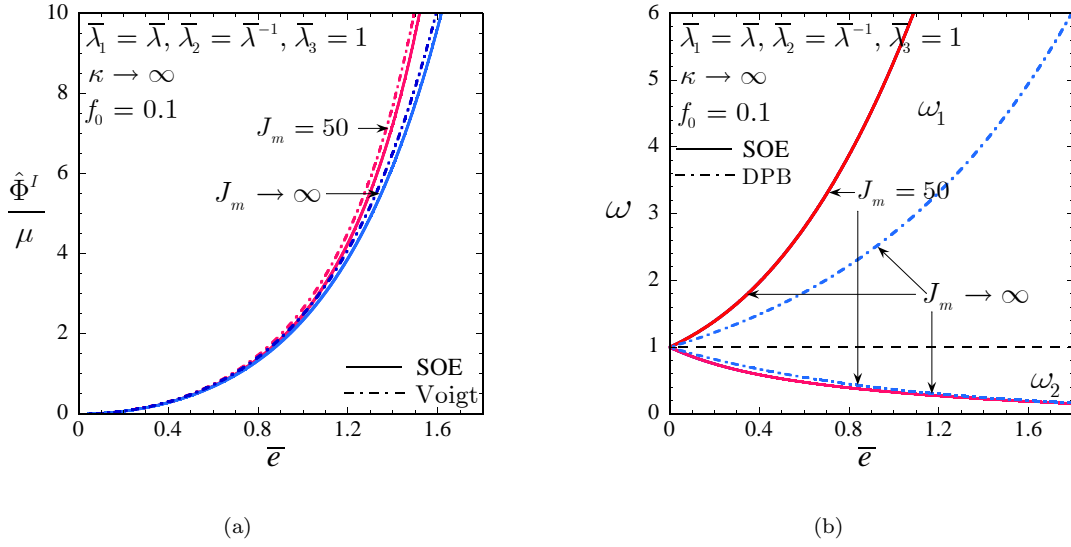 10
8
6
4
2
0
0
0.4
0.8
1.2
1.6
Φ̂ᴵ
μ
e̅
λ̅₁ = λ̅, λ̅₂ = λ̅⁻¹, λ̅₃ = 1
κ → ∞
f₀ = 0.1
J_m = 50
J_m → ∞
SOE
Voigt
(a)
6
5
4
3
2
1
0
0
0.4
0.8
1.2
1.6
ω
e̅
λ̅₁ = λ̅, λ̅₂ = λ̅⁻¹, λ̅₃ = 1
κ → ∞
f₀ = 0.1
SOE
DPB
ω₁
J_m = 50
J_m → ∞
ω₂
(b)